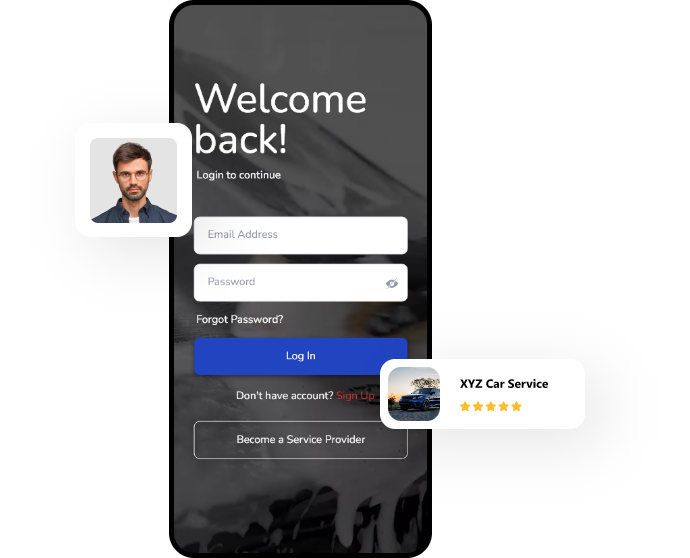 Welcome
back!
Login to continue
Email Address
Password
Forgot Password?
Log In
Don't have account? Sign Up
XYZ Car Service
Become a Service Provider